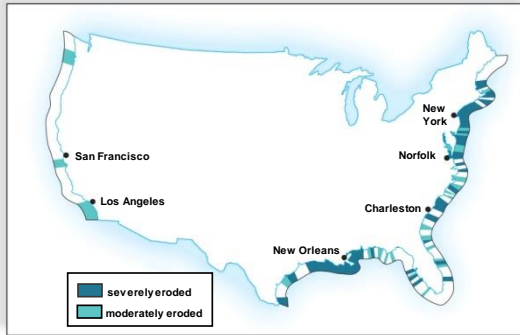 New
York
Norfolk
San Francisco
Los Angeles
Charleston
New Orleans
severely eroded
moderately eroded